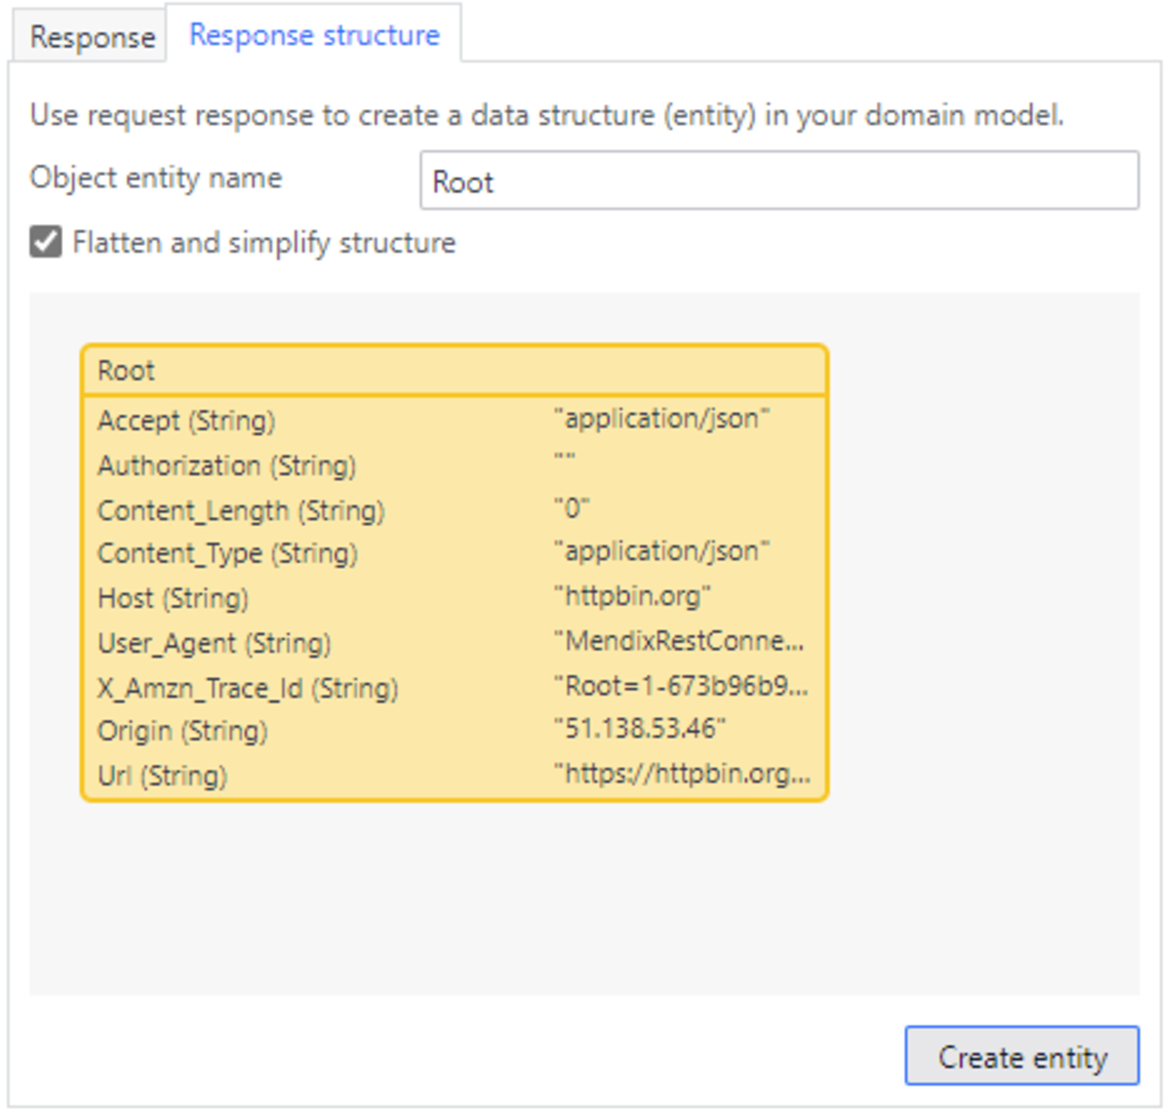 Response
Response structure
Use request response to create a data structure (entity) in your domain model.
Object entity name
Root
Flatten and simplify structure
Root
Accept (String) "application/json"
Authorization (String) ""
Content_Length (String) "0"
Content_Type (String) "application/json"
Host (String) "httpbin.org"
User_Agent (String) "MendixRestConne...
X_Amzn_Trace_Id (String) "Root=1-673b96b9...
Origin (String) "51.138.53.46"
Url (String) "https://httpbin.org...
Create entity